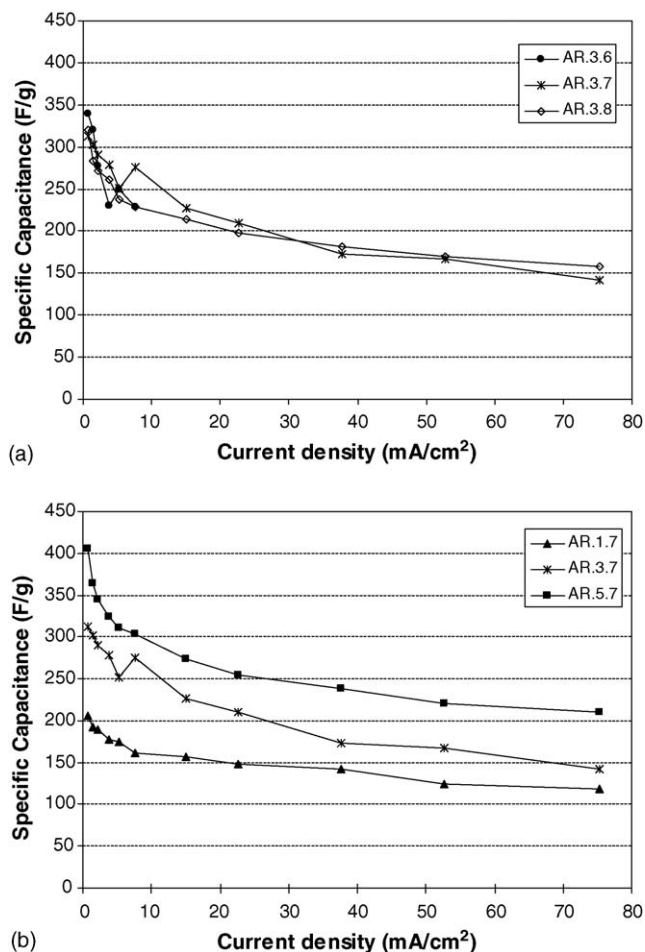 450
400
350
300
250
200
150
100
50
0
Specific Capacitance (F/g)
AR.3.6
AR.3.7
AR.3.8
0 10 20 30 40 50 60 70 80
(a) Current density (mA/cm²)
450
400
350
300
250
200
150
100
50
0
Specific Capacitance (F/g)
AR.1.7
AR.3.7
AR.5.7
0 10 20 30 40 50 60 70 80
(b) Current density (mA/cm²)